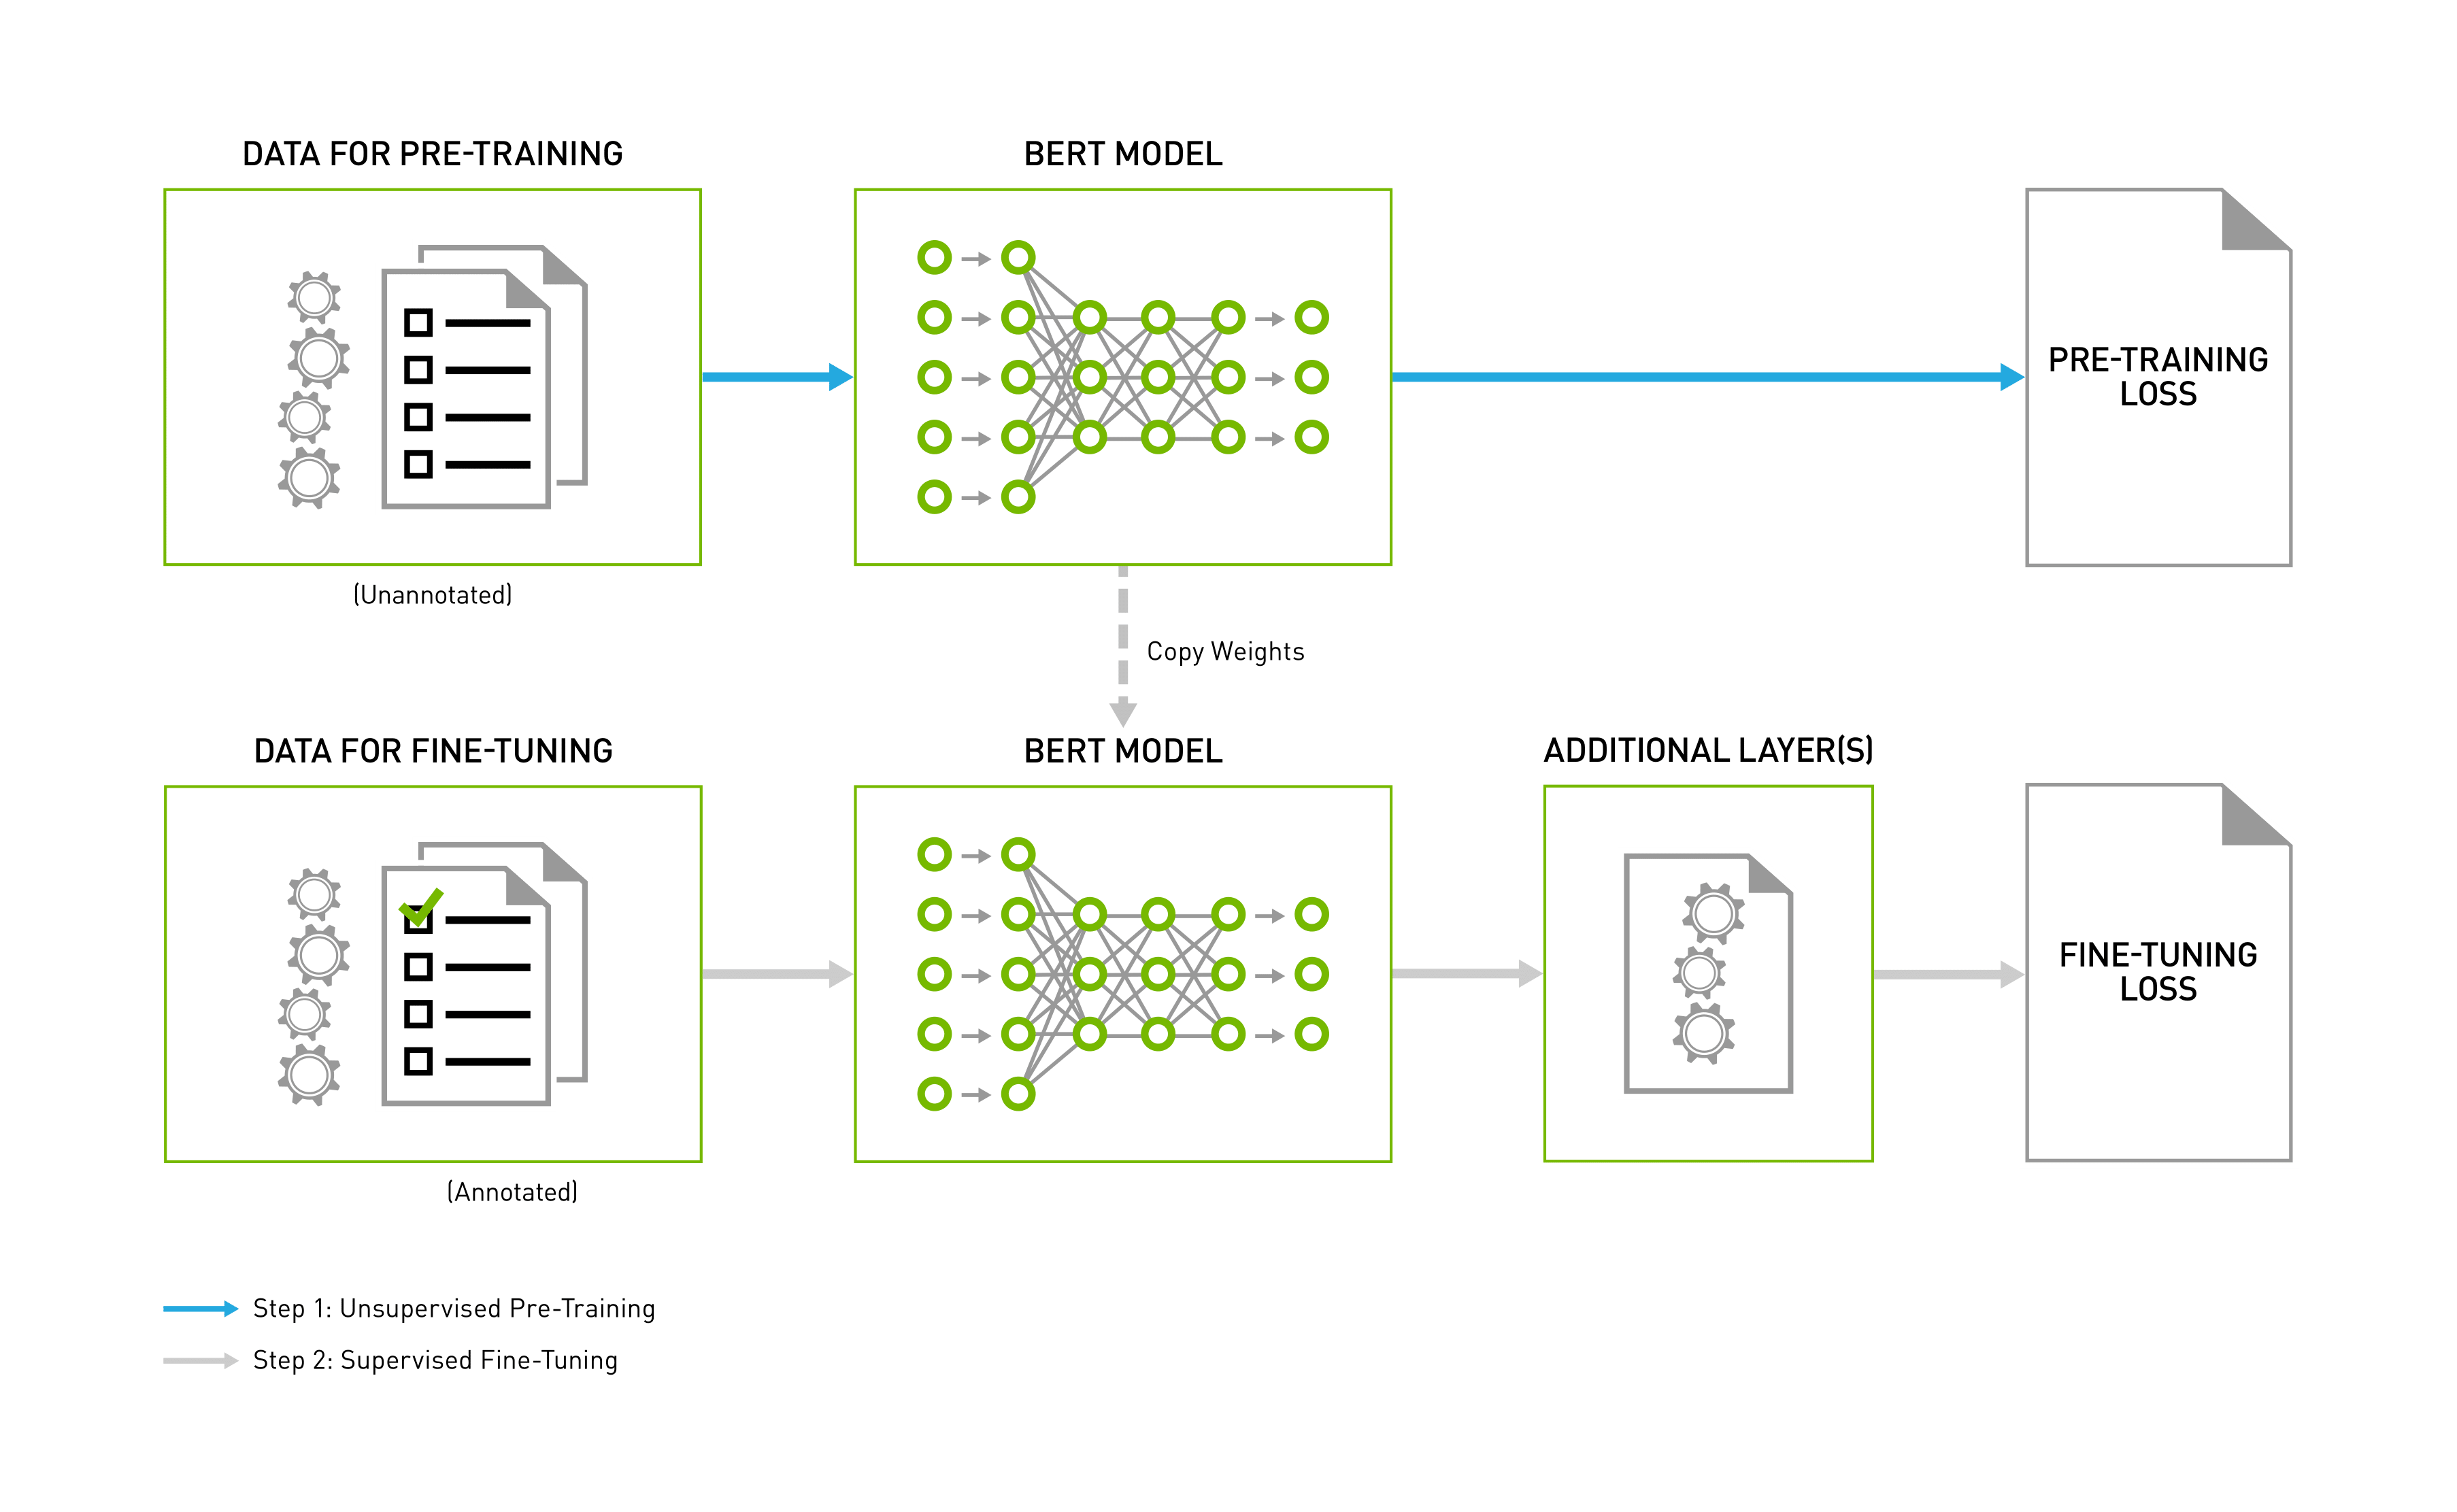 DATA FOR PRE-TRAINING
BERT MODEL
PRE-TRAINING
LOSS
(Unannotated)
Copy Weights
DATA FOR FINE-TUNING
BERT MODEL
ADDITIONAL LAYER(S)
FINE-TUNING
LOSS
(Annotated)
Step 1: Unsupervised Pre-Training
Step 2: Supervised Fine-Tuning